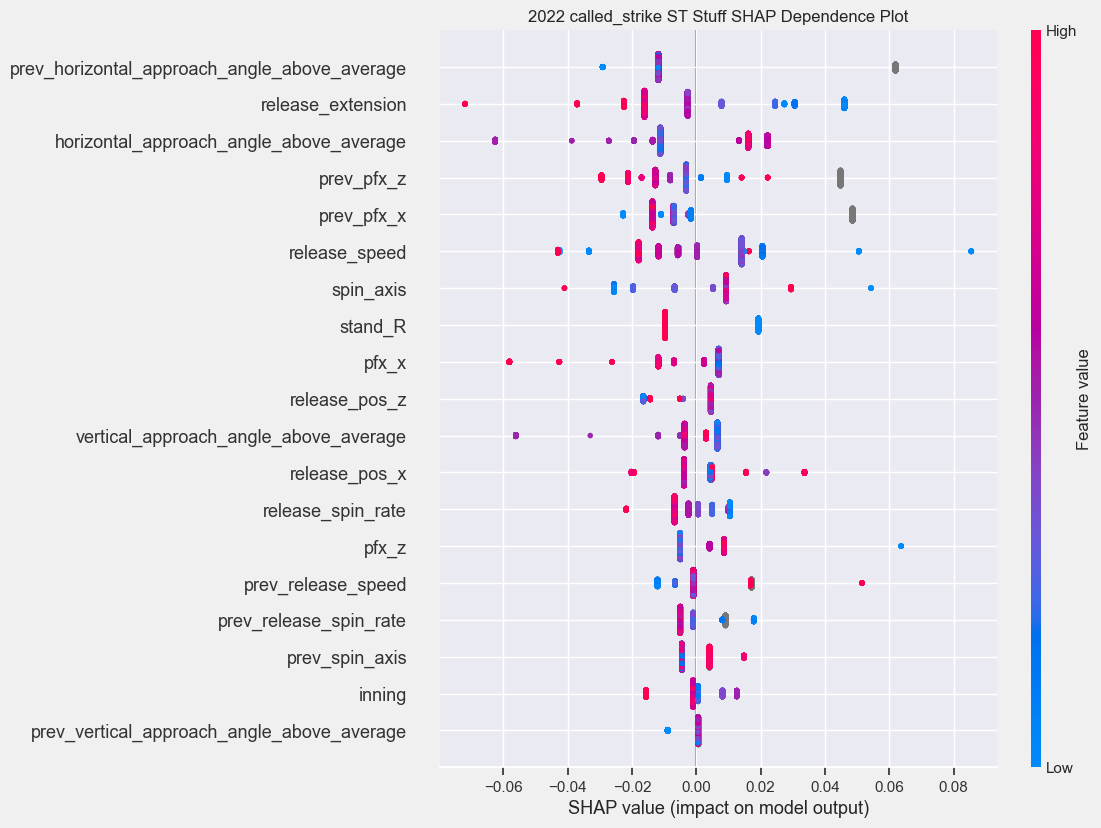 2022 called_strike ST Stuff SHAP Dependence Plot
High
prev_horizontal_approach_angle_above_average
release_extension
horizontal_approach_angle_above_average
prev_pfx_z
prev_pfx_x
release_speed
spin_axis
stand_R
pfx_x
release_pos_z
vertical_approach_angle_above_average
release_pos_x
release_spin_rate
pfx_z
prev_release_speed
prev_release_spin_rate
prev_spin_axis
inning
prev_vertical_approach_angle_above_average
Feature value
Low
−0.06 −0.04 −0.02 0.00 0.02 0.04 0.06 0.08
SHAP value (impact on model output)